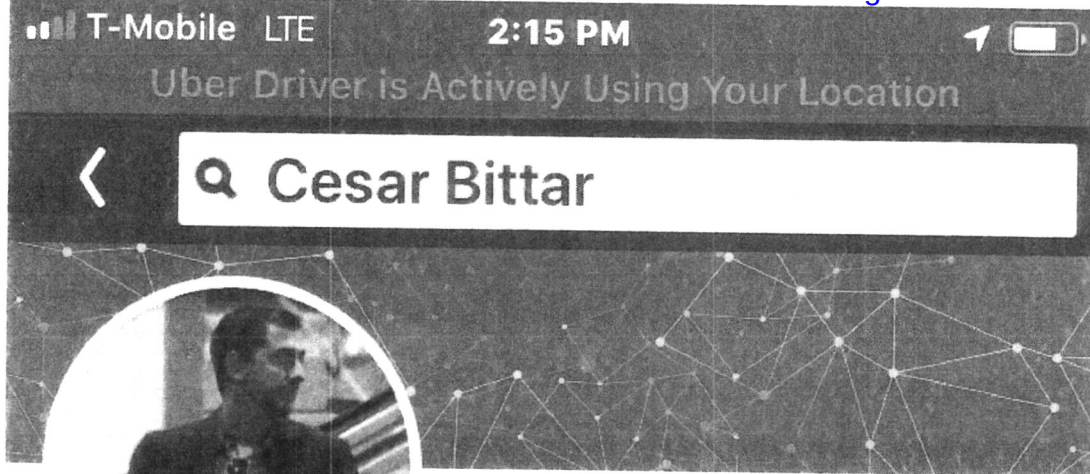 T-Mobile LTE 2:15 PM
Uber Driver is Actively Using Your Location
Cesar Bittar